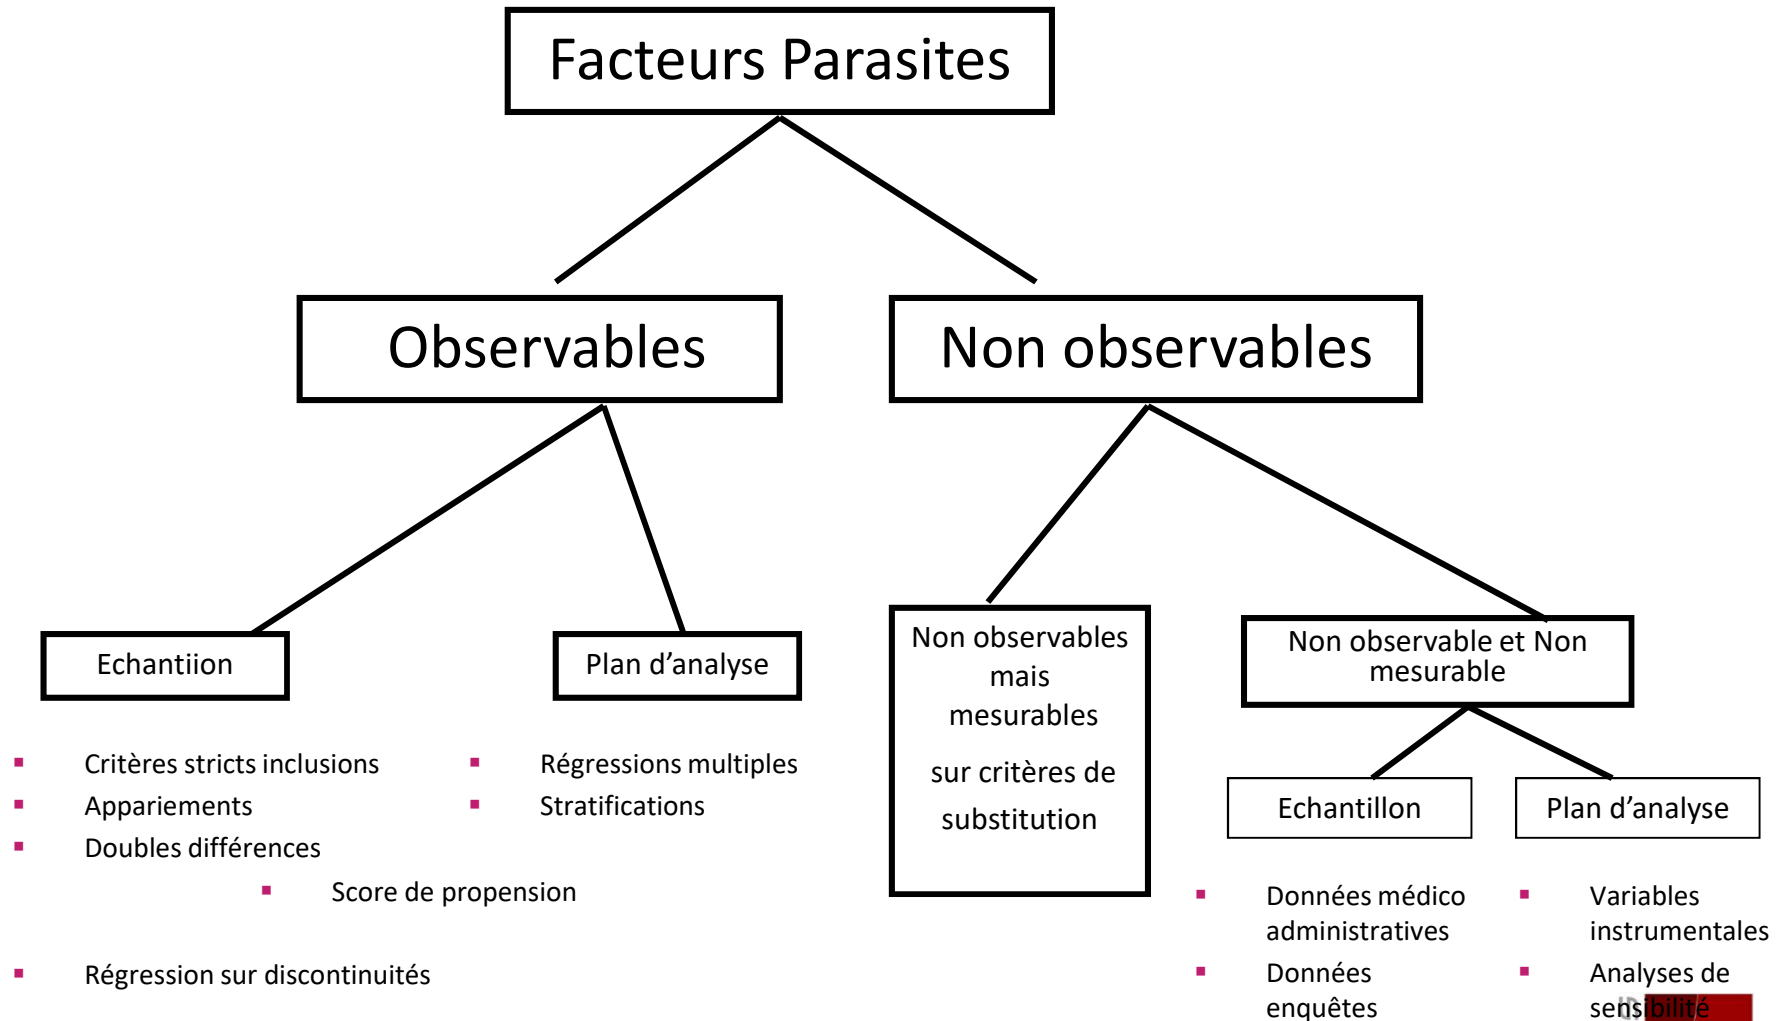 Facteurs Parasites
Observables
Non observables
Echantiion
Plan d'analyse
Non observables
mais
mesurables
sur critères de
substitution
Non observable et Non
mesurable
Critères stricts inclusions
Appariements
Doubles différences
Score de propension
Régression sur discontinuités
Régressions multiples
Stratifications
Echantillon
Plan d'analyse
Données médico
administratives
Données
enquêtes
Variables
instrumentales
Analyses de
sensibilité